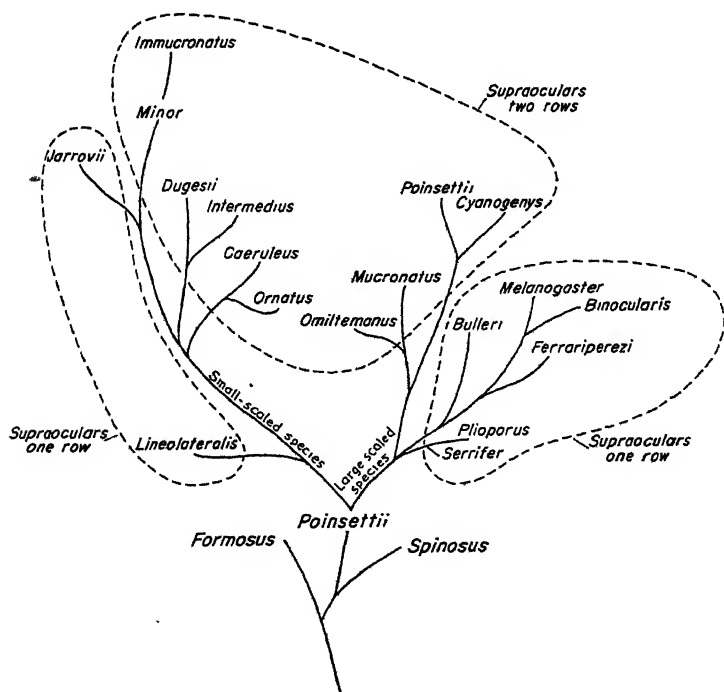 Immucronatus
Supraoculars
two rows
Minor
Jarrovii
Dugesii
Intermedius
Poinsettii
Cyanogenys
Caeruleus
Ornatus
Mucronatus
Omiltemanus
Melanogaster
Binocularis
Bulleri
Ferrariperezi
Small-scaled species
Large scaled
species
Supraoculars
one row
Lineolateralis
Plioporus
Serrifer
Supraoculars
one row
Poinsettii
Formosus
Spinosus